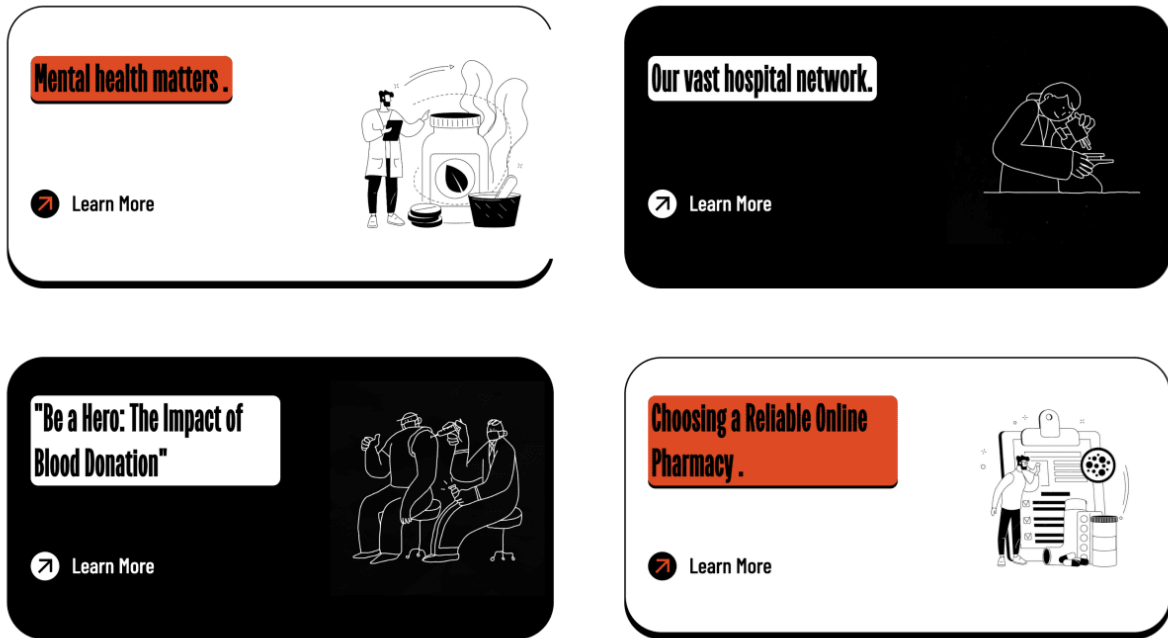 Mental health matters .
Learn More
Our vast hospital network.
Learn More
"Be a Hero: The Impact of
Blood Donation"
Learn More
Choosing a Reliable Online
Pharmacy .
Learn More